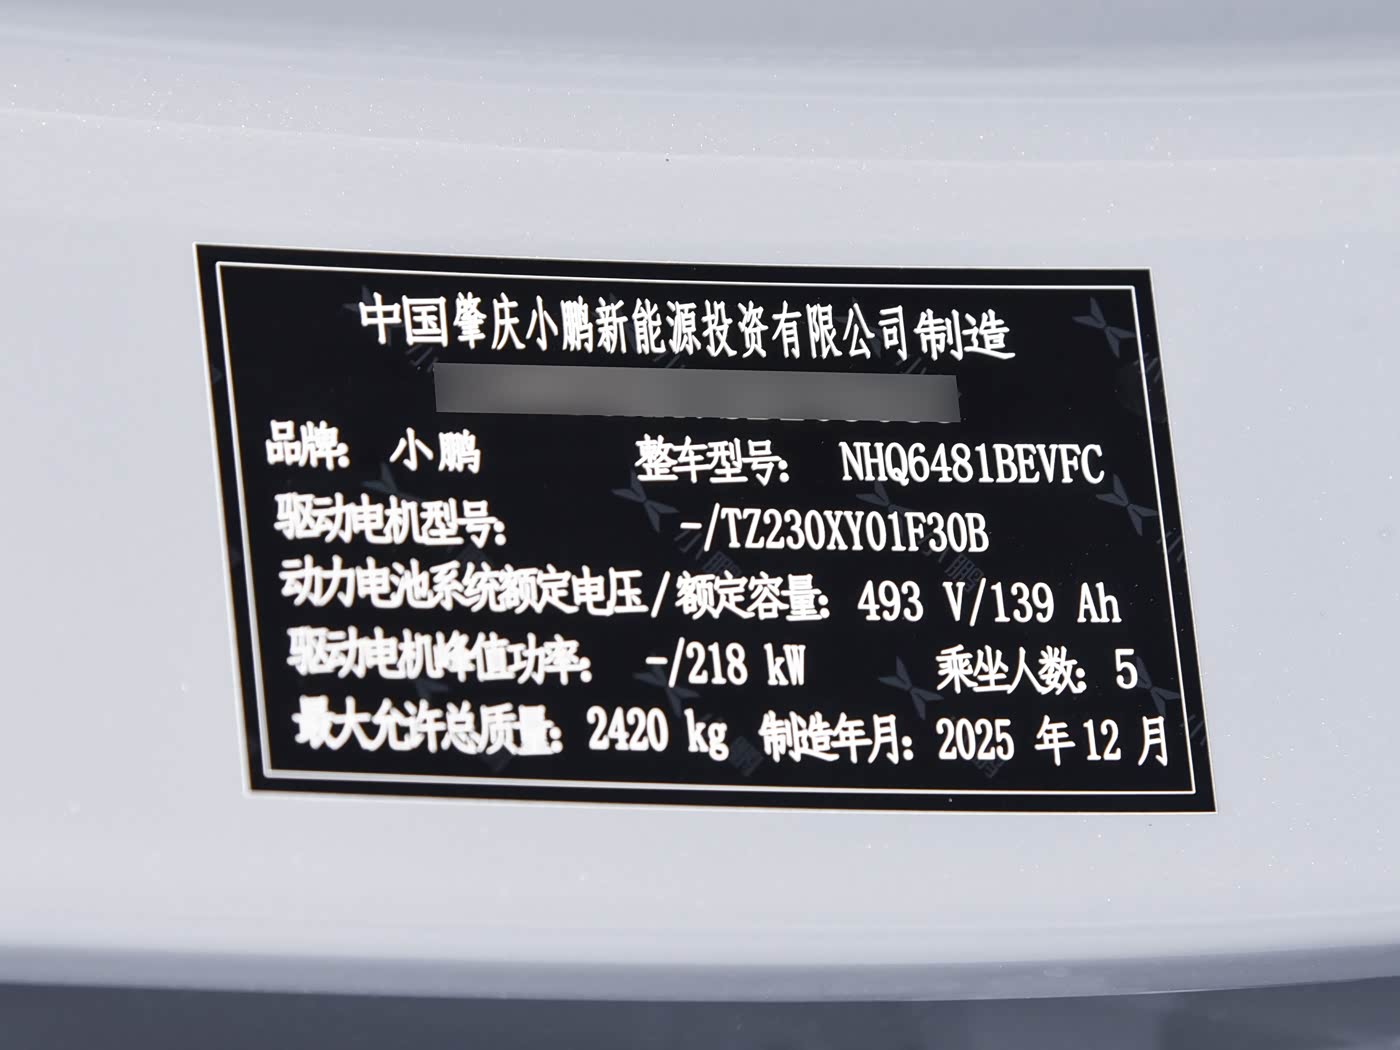 中国肇庆小鹏新能源投资有限公司制造
品牌: 小鹏 整车型号: NHQ6481BEVFC
驱动电机型号: -/TZ230XY01F30B
动力电池系统额定电压/额定容量: 493 V/139 Ah
驱动电机峰值功率: -/218 kW 乘坐人数: 5
最大允许总质量: 2420 kg 制造年月: 2025 年 12 月